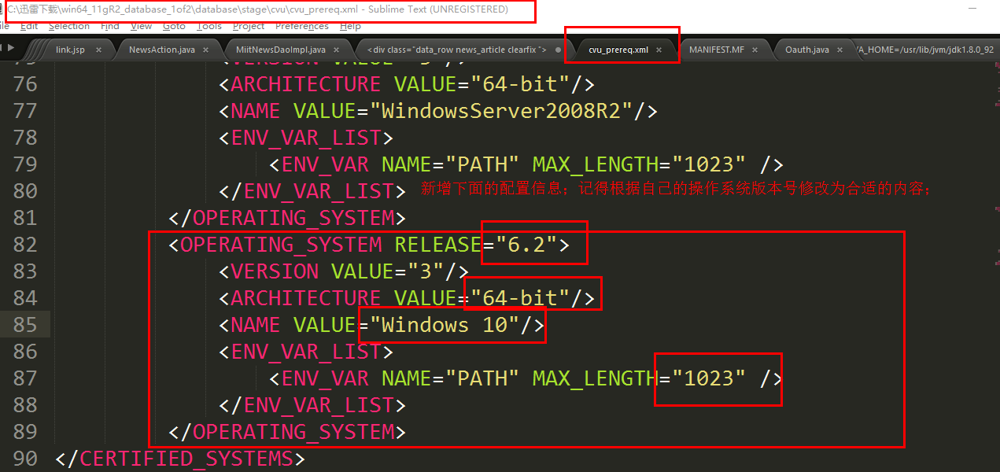 C:\迅雷下载\win64_11gR2_database_1of2\database\stage\cvu\cvu_prereq.xml - Sublime Text (UNREGISTERED)
Edit Selection Find View Goto Tools Project Preferences Help
link.jsp × NewsAction.java × MiitNewsDaoImpl.java × <div class="data_row news_article clearfix "> ● cvu_prereq.xml × MANIFEST.MF × Oauth.java × /A_HOME=/usr/lib/jvm/jdk1.8.0_92
76 <ARCHITECTURE VALUE="64-bit"/>
77 <NAME VALUE="WindowsServer2008R2"/>
78 <ENV_VAR_LIST>
79 <ENV_VAR NAME="PATH" MAX_LENGTH="1023" />
80 </ENV_VAR_LIST> 新增下面的配置信息；记得根据自己的操作系统版本号修改为合适的内容；
81 </OPERATING_SYSTEM>
82 <OPERATING_SYSTEM RELEASE="6.2">
83 <VERSION VALUE="3"/>
84 <ARCHITECTURE VALUE="64-bit"/>
85 <NAME VALUE="Windows 10"/>
86 <ENV_VAR_LIST>
87 <ENV_VAR NAME="PATH" MAX_LENGTH="1023" />
88 </ENV_VAR_LIST>
89 </OPERATING_SYSTEM>
90 </CERTIFIED_SYSTEMS>